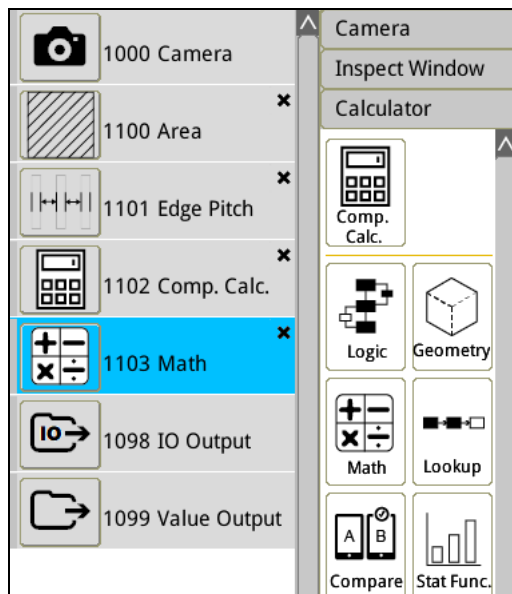 1000 Camera
1100 Area
1101 Edge Pitch
1102 Comp. Calc.
1103 Math
IO
1098 IO Output
1099 Value Output
Camera
Inspect Window
Calculator
Comp.
Calc.
Logic
Geometry
Math
Lookup
A B
Compare
Stat Func.